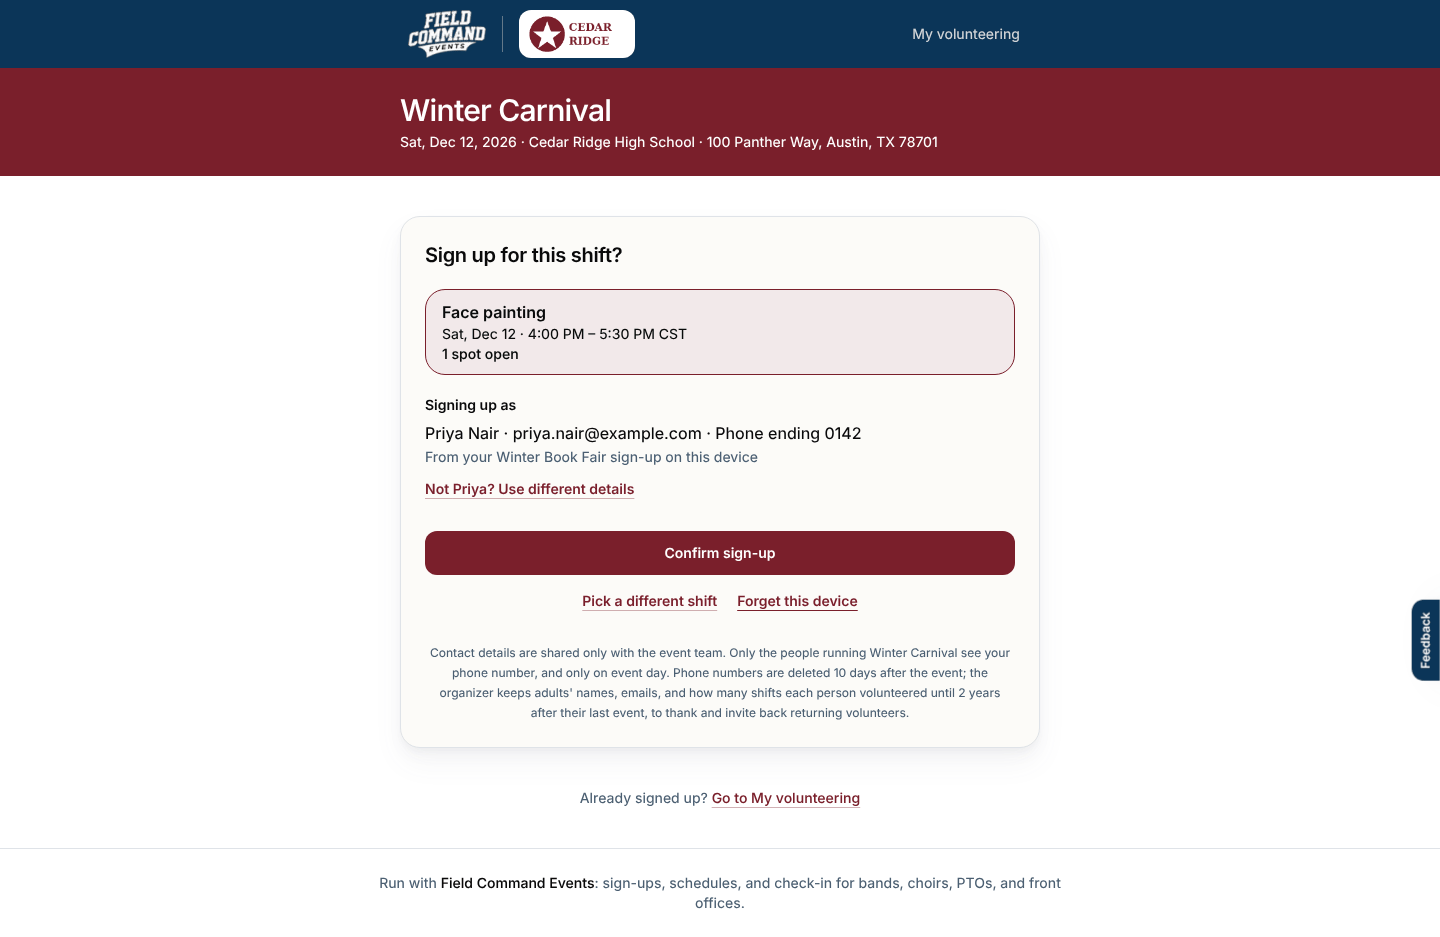 FIELD
COMMAND
EVENTS
CEDAR
RIDGE
My volunteering
Winter Carnival
Sat, Dec 12, 2026 · Cedar Ridge High School · 100 Panther Way, Austin, TX 78701
Sign up for this shift?
Face painting
Sat, Dec 12 · 4:00 PM – 5:30 PM CST
1 spot open
Signing up as
Priya Nair · priya.nair@example.com · Phone ending 0142
From your Winter Book Fair sign-up on this device
Not Priya? Use different details
Confirm sign-up
Pick a different shift Forget this device
Contact details are shared only with the event team. Only the people running Winter Carnival see your
phone number, and only on event day. Phone numbers are deleted 10 days after the event; the
organizer keeps adults' names, emails, and how many shifts each person volunteered until 2 years
after their last event, to thank and invite back returning volunteers.
Feedback
Already signed up? Go to My volunteering
Run with Field Command Events: sign-ups, schedules, and check-in for bands, choirs, PTOs, and front
offices.